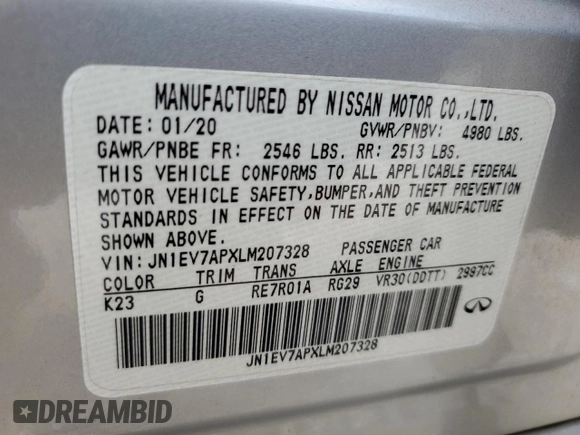 MANUFACTURED BY NISSAN MOTOR CO.,LTD.
DATE: 01/20 GVWR/PNBV: 4980 LBS.
GAWR/PNBE FR: 2546 LBS. RR: 2513 LBS.
THIS VEHICLE CONFORMS TO ALL APPLICABLE FEDERAL
MOTOR VEHICLE SAFETY,BUMPER,AND THEFT PREVENTION
STANDARDS IN EFFECT ON THE DATE OF MANUFACTURE
SHOWN ABOVE.
VIN: JN1EV7APXLM207328 PASSENGER CAR
COLOR TRIM TRANS AXLE ENGINE
K23 G RE7R01A RG29 VR30(DDTT) 2997CC
JN1EV7APXLM207328
DREAMBID